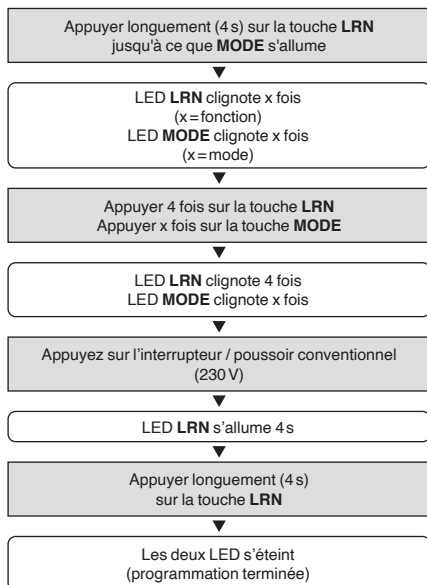 Appuyer longuement (4 s) sur la touche LRN
jusqu'à ce que MODE s'allume
LED LRN clignote x fois
(x = fonction)
LED MODE clignote x fois
(x = mode)
Appuyer 4 fois sur la touche LRN
Appuyer x fois sur la touche MODE
LED LRN clignote 4 fois
LED MODE clignote x fois
Appuyez sur l’interrupteur / poussoir conventionnel
(230 V)
LED LRN s’allume 4 s
Appuyer longuement (4 s)
sur la touche LRN
Les deux LED s’éteint
(programmation terminée)